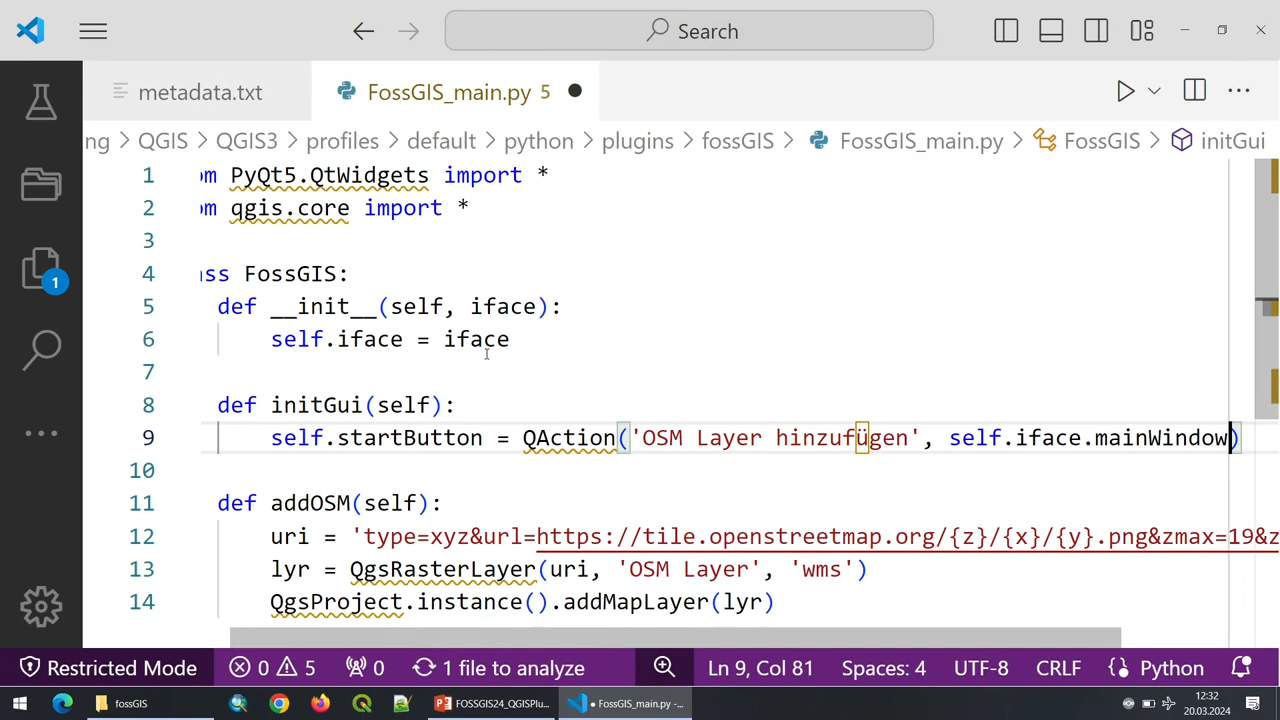 Search
metadata.txt
FossGIS_main.py 5
ng > QGIS > QGIS3 > profiles > default > python > plugins > fossGIS > FossGIS_main.py > FossGIS > initGui
1 om PyQt5.QtWidgets import *
2 om qgis.core import *
3
4 ass FossGIS:
5 def __init__(self, iface):
6 self.iface = iface
7
8 def initGui(self):
9 self.startButton = QAction('OSM Layer hinzufügen', self.iface.mainWindow)
10
11 def addOSM(self):
12 uri = 'type=xyz&url=https://tile.openstreetmap.org/{z}/{x}/{y}.png&zmax=19&z
13 lyr = QgsRasterLayer(uri, 'OSM Layer', 'wms')
14 QgsProject.instance().addMapLayer(lyr)
1
Restricted Mode 0 5 0 1 file to analyze Ln 9, Col 81 Spaces: 4 UTF-8 CRLF Python
fossGIS FOSSGIS24_QGISPlu... ● FossGIS_main.py -... 12:32
20.03.2024